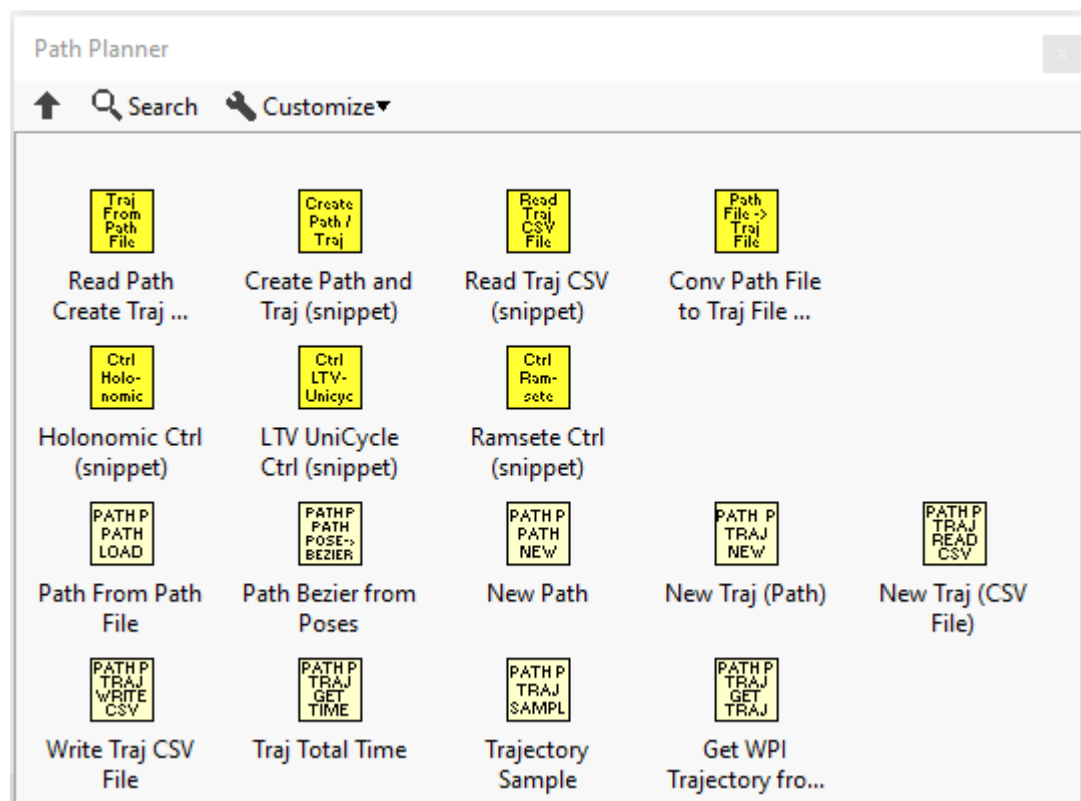 Path Planner
x
Search Customize
Traj From Path File
Create Path / Traj
Read Traj CSV File
Path File -> Traj File
Read Path Create Traj ...
Create Path and Traj (snippet)
Read Traj CSV (snippet)
Conv Path File to Traj File ...
Ctrl Holo- nomic
Ctrl LTV- Unicyc
Ctrl Ram- sete
Holonomic Ctrl (snippet)
LTV UniCycle Ctrl (snippet)
Ramsete Ctrl (snippet)
PATH P PATH LOAD
PATH P PATH POSE-> BEZIER
PATH P PATH NEW
PATH P TRAJ NEW
PATH P TRAJ READ CSV
Path From Path File
Path Bezier from Poses
New Path
New Traj (Path)
New Traj (CSV File)
PATH P TRAJ WRITE CSV
PATH P TRAJ GET TIME
PATH P TRAJ SAMPL
PATH P TRAJ GET TRAJ
Write Traj CSV File
Traj Total Time
Trajectory Sample
Get WPI Trajectory fro...